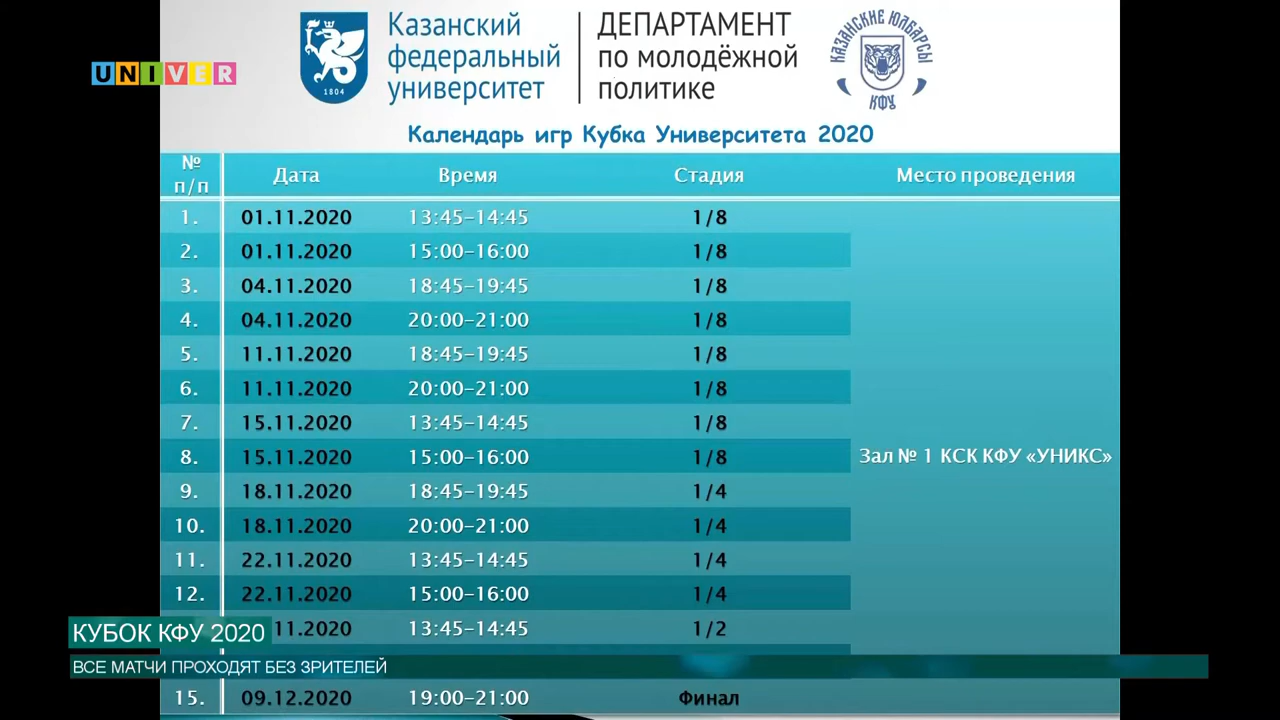 UNIVER
1804
Казанский
федеральный
университет
ДЕПАРТАМЕНТ
по молодёжной
политике
КАЗАНСКИЕ ЮЛБАРСЫ
КФУ
Календарь игр Кубка Университета 2020
№ п/п Дата Время Стадия Место проведения
1. 01.11.2020 13:45-14:45 1/8
2. 01.11.2020 15:00-16:00 1/8
3. 04.11.2020 18:45-19:45 1/8
4. 04.11.2020 20:00-21:00 1/8
5. 11.11.2020 18:45-19:45 1/8
6. 11.11.2020 20:00-21:00 1/8
7. 15.11.2020 13:45-14:45 1/8
8. 15.11.2020 15:00-16:00 1/8 Зал № 1 КСК КФУ «УНИКС»
9. 18.11.2020 18:45-19:45 1/4
10. 18.11.2020 20:00-21:00 1/4
11. 22.11.2020 13:45-14:45 1/4
12. 22.11.2020 15:00-16:00 1/4
КУБОК КФУ 2020 11.2020 13:45-14:45 1/2
ВСЕ МАТЧИ ПРОХОДЯТ БЕЗ ЗРИТЕЛЕЙ
15. 09.12.2020 19:00-21:00 Финал